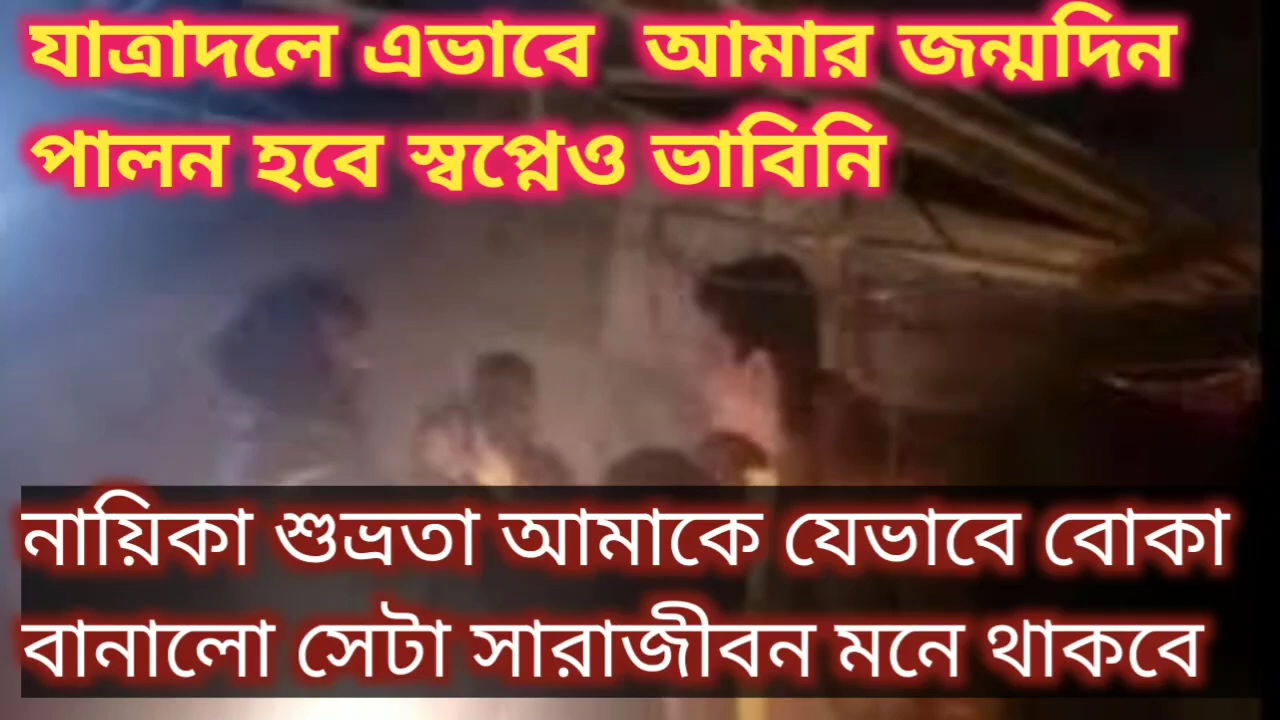 যাত্রাদলে এভাবে আমার জন্মদিন
পালন হবে স্বপ্নেও ভাবিনি
নায়িকা শুভ্রতা আমাকে যেভাবে বোকা
বানালো সেটা সারাজীবন মনে থাকবে